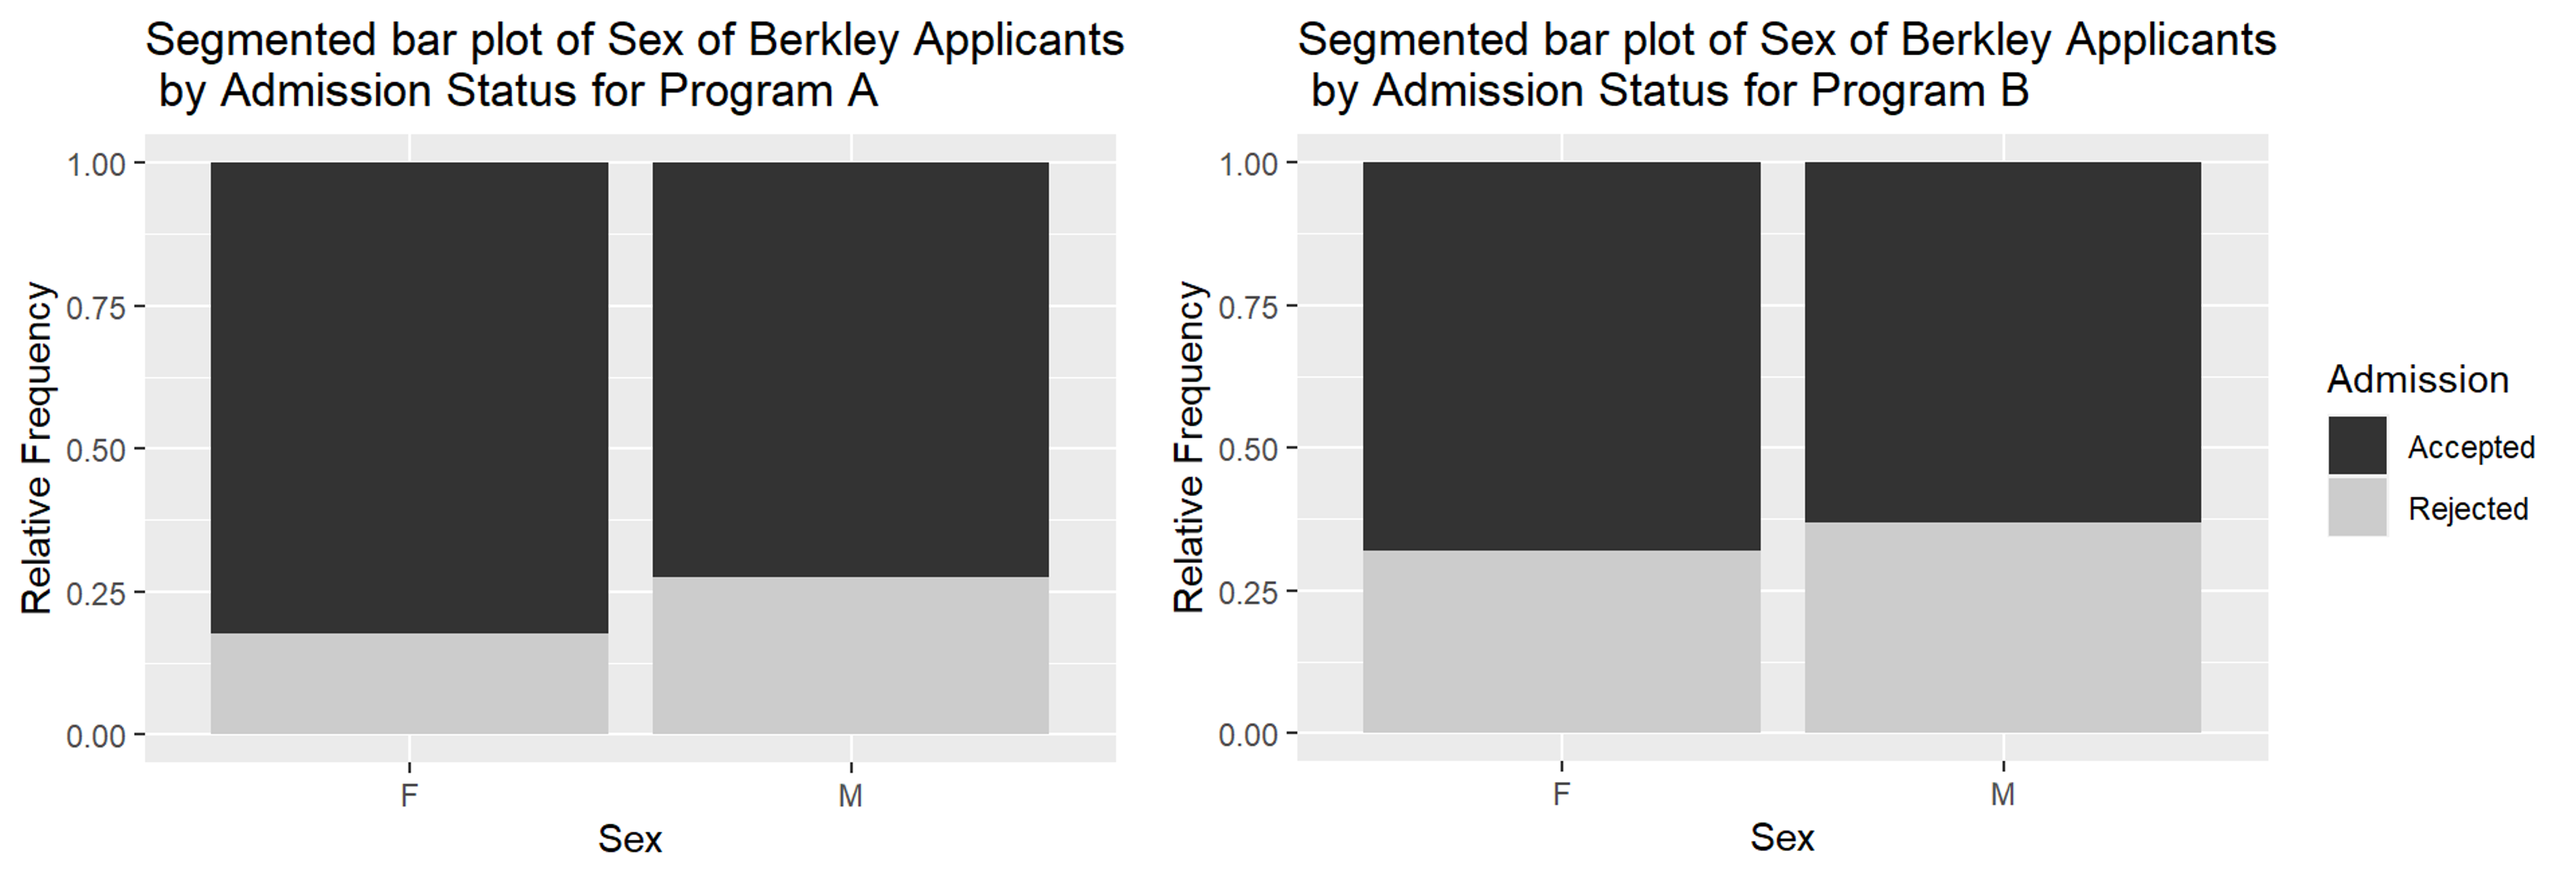 Segmented bar plot of Sex of Berkley Applicants
by Admission Status for Program A
1.00
0.75
0.50
0.25
0.00
Relative Frequency
F
M
Sex
Segmented bar plot of Sex of Berkley Applicants
by Admission Status for Program B
1.00
0.75
0.50
0.25
0.00
Relative Frequency
F
M
Sex
Admission
Accepted
Rejected